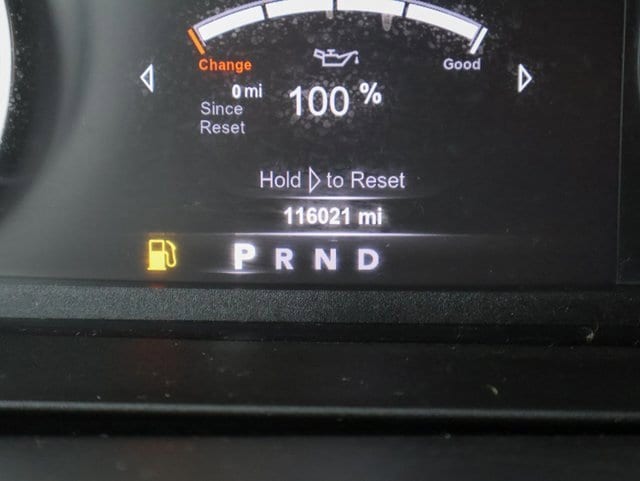 Change Good
0 mi
Since
Reset
100 %
Hold ▷ to Reset
116021 mi
P R N D